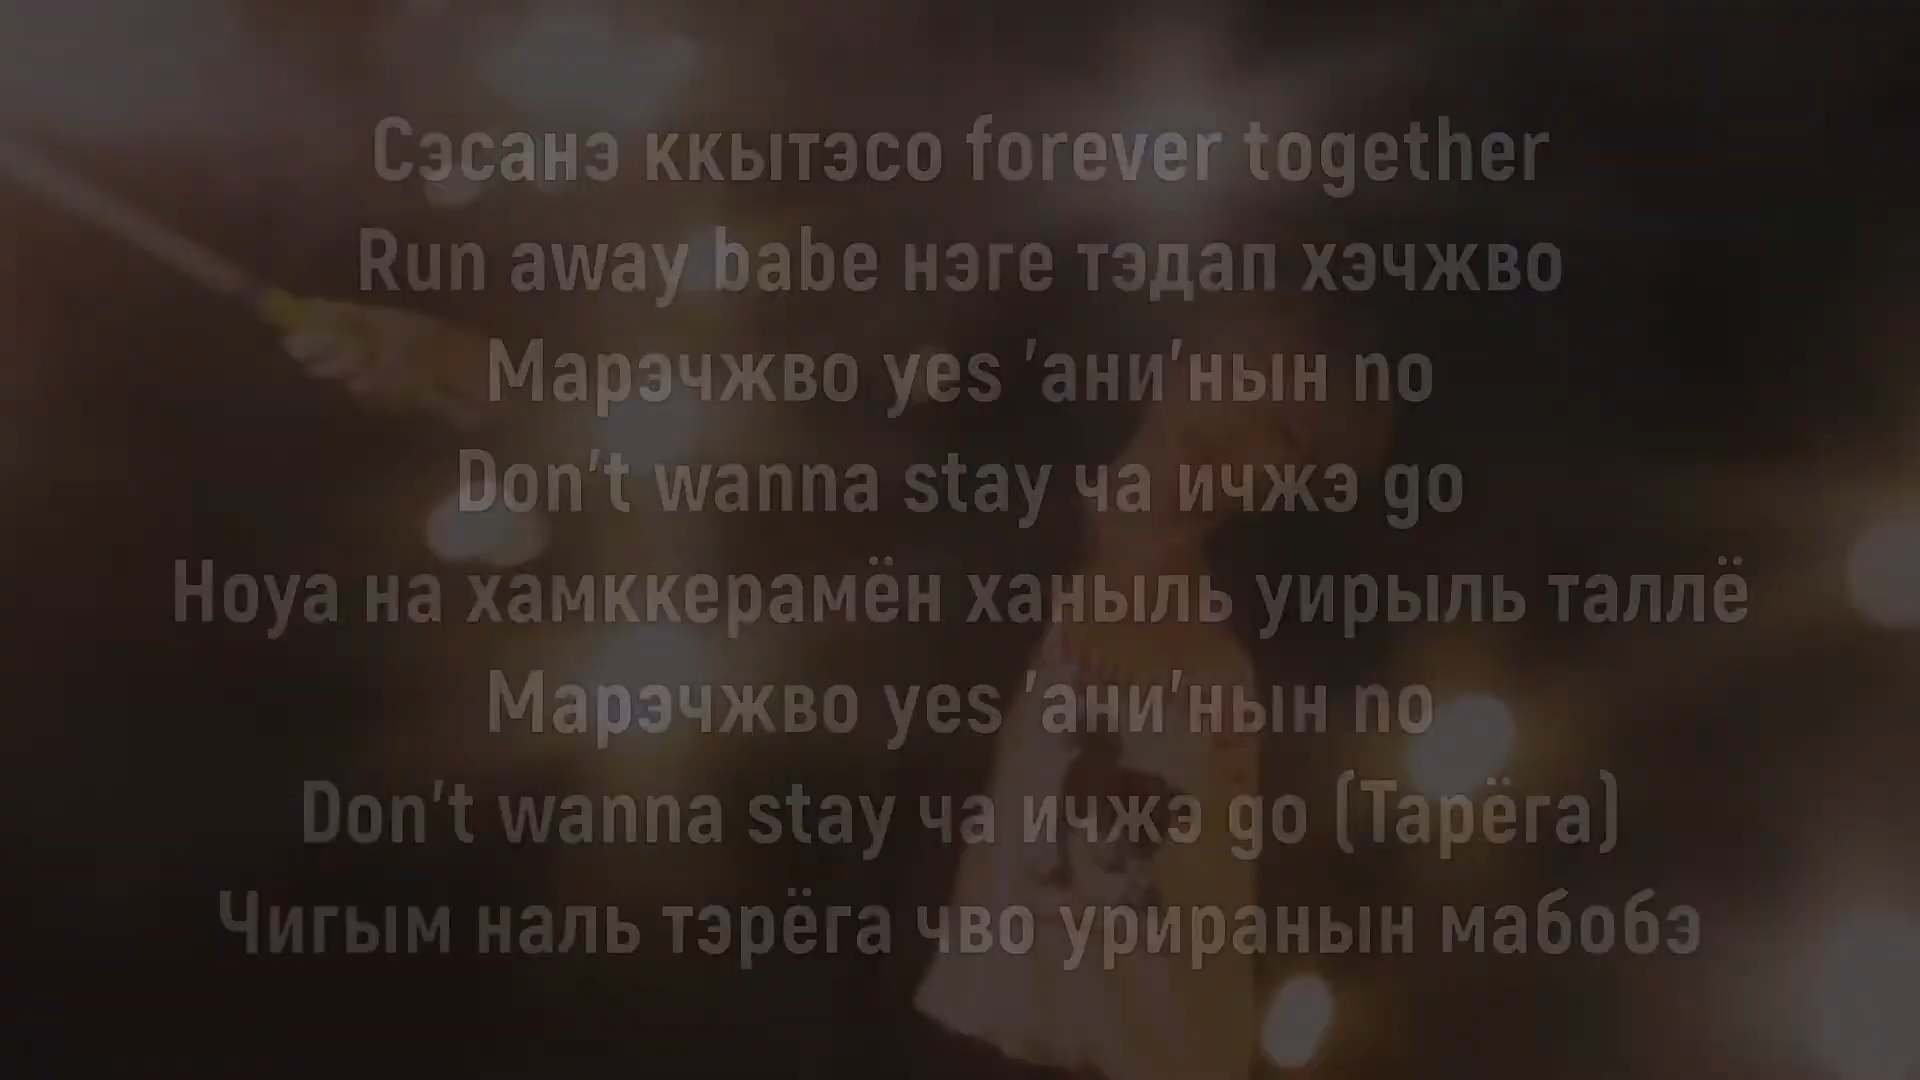 Сэсанэ ккытэсо forever together
Run away babe нэге тэдап хэчжво
Марэчжво yes 'ани'нын no
Don't wanna stay ча ичжэ go
Ноуа на хамккерамён ханыль уирыль таллё
Марэчжво yes 'ани'нын no
Don't wanna stay ча ичжэ go (Тарёга)
Чигым наль тэрёга чво уриранын мабобэ